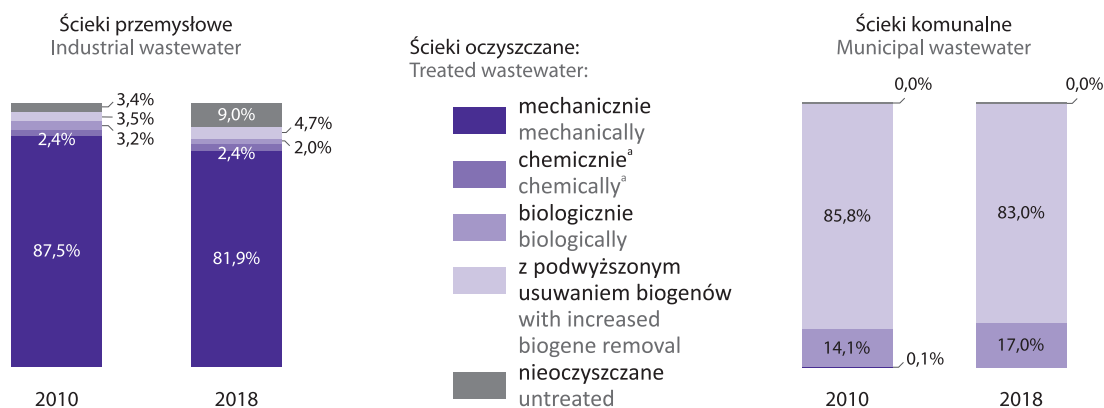 Ścieki przemysłowe
Industrial wastewater
3,4%
3,5%
3,2%
2,4%
87,5%
2010
9,0%
4,7%
2,0%
2,4%
81,9%
2018
Ścieki oczyszczane:
Treated wastewater:
mechanicznie
mechanically
chemicznieᵃ
chemicallyᵃ
biologicznie
biologically
z podwyższonym
usuwaniem biogenów
with increased
biogene removal
nieoczyszczane
untreated
Ścieki komunalne
Municipal wastewater
0,0%
85,8%
14,1%
0,1%
2010
0,0%
83,0%
17,0%
2018